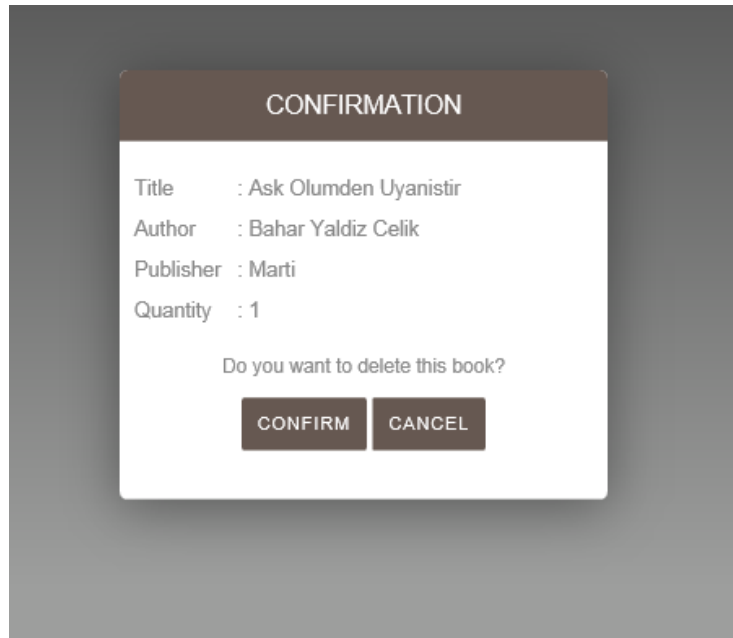 CONFIRMATION
Title : Ask Olumden Uyanistir
Author : Bahar Yaldiz Celik
Publisher : Marti
Quantity : 1
Do you want to delete this book?
CONFIRM CANCEL